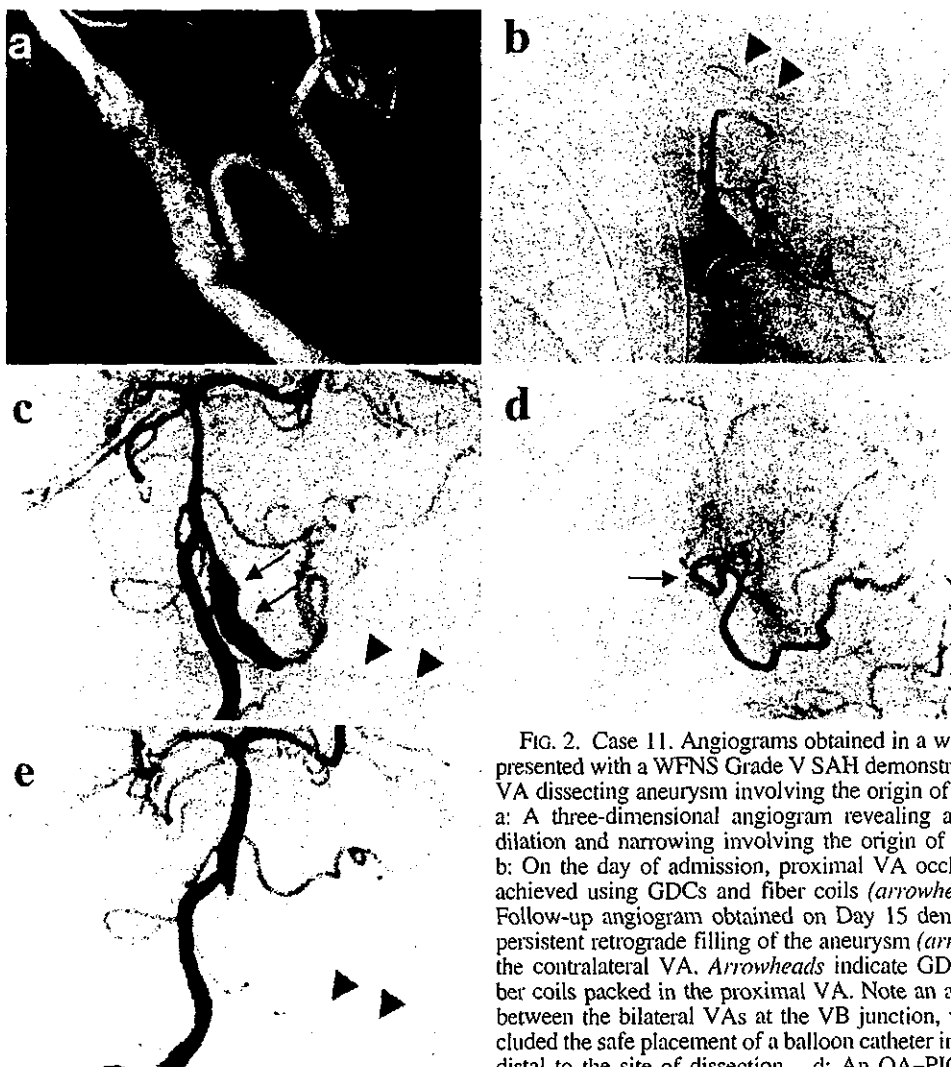 a
b
c
d
e
FIG. 2. Case 11. Angiograms obtained in a w
presented with a WFNS Grade V SAH demonstr
VA dissecting aneurysm involving the origin of
a: A three-dimensional angiogram revealing a
dilation and narrowing involving the origin of
b: On the day of admission, proximal VA occl
achieved using GDCs and fiber coils (arrowhe
Follow-up angiogram obtained on Day 15 den
persistent retrograde filling of the aneurysm (arr
the contralateral VA. Arrowheads indicate GD
ber coils packed in the proximal VA. Note an a
between the bilateral VAs at the VB junction,
cluded the safe placement of a balloon catheter in
distal to the site of dissection. d: An OA–PIC